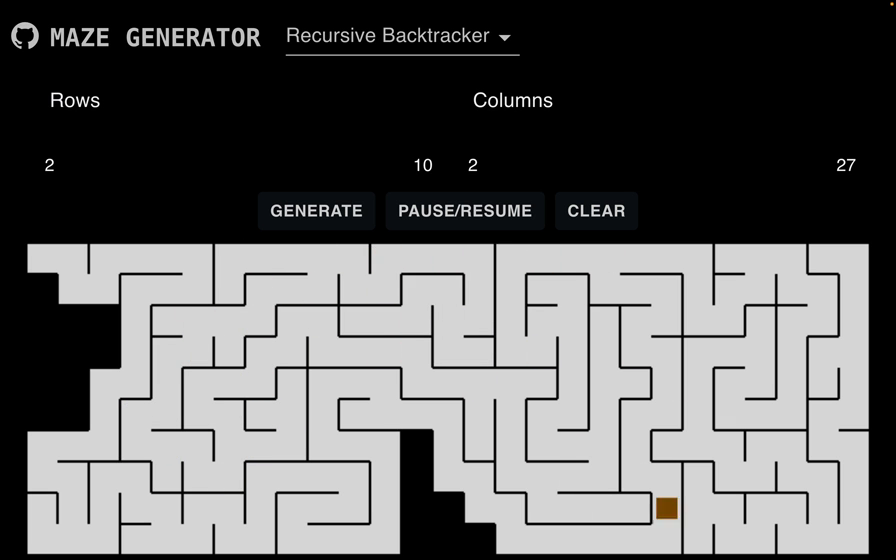 MAZE GENERATOR Recursive Backtracker
Rows Columns
2 10 2 27
GENERATE PAUSE/RESUME CLEAR